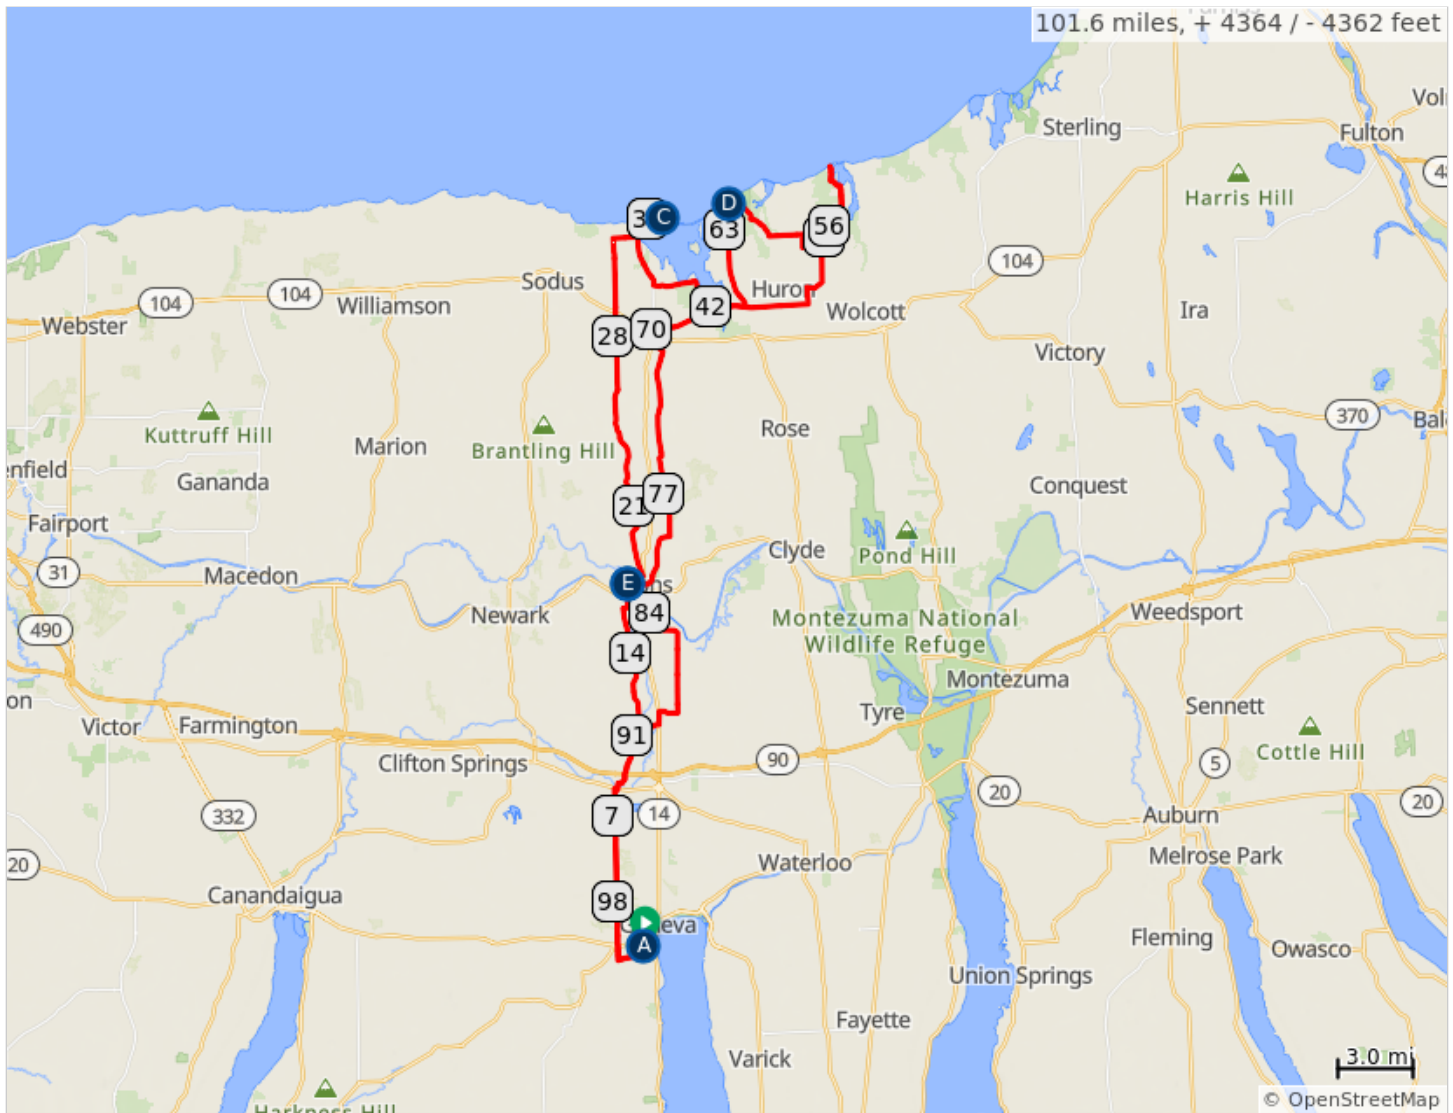 101.6 miles, + 4364 / - 4362 feet
Sterling
Fulton
Harris Hill
C
D
63
56
104
Sodus
104
104
Williamson
Huron
42
Wolcott
Ira
Webster
28
70
Victory
370
Kuttruff Hill
Marion
Brantling Hill
Rose
Gananda
21
77
Conquest
Fairport
Clyde
Pond Hill
31
Macedon
E
Newark
84
Montezuma National
Wildlife Refuge
Weedsport
490
14
Montezuma
Sennett
Victor
Farmington
Tyre
91
Clifton Springs
90
Cottle Hill
5
20
20
332
7
14
Auburn
Waterloo
Melrose Park
20
Canandaigua
98
A
Fleming
Owasco
Union Springs
Fayette
Varick
3.0 mi
© OpenStreetMap